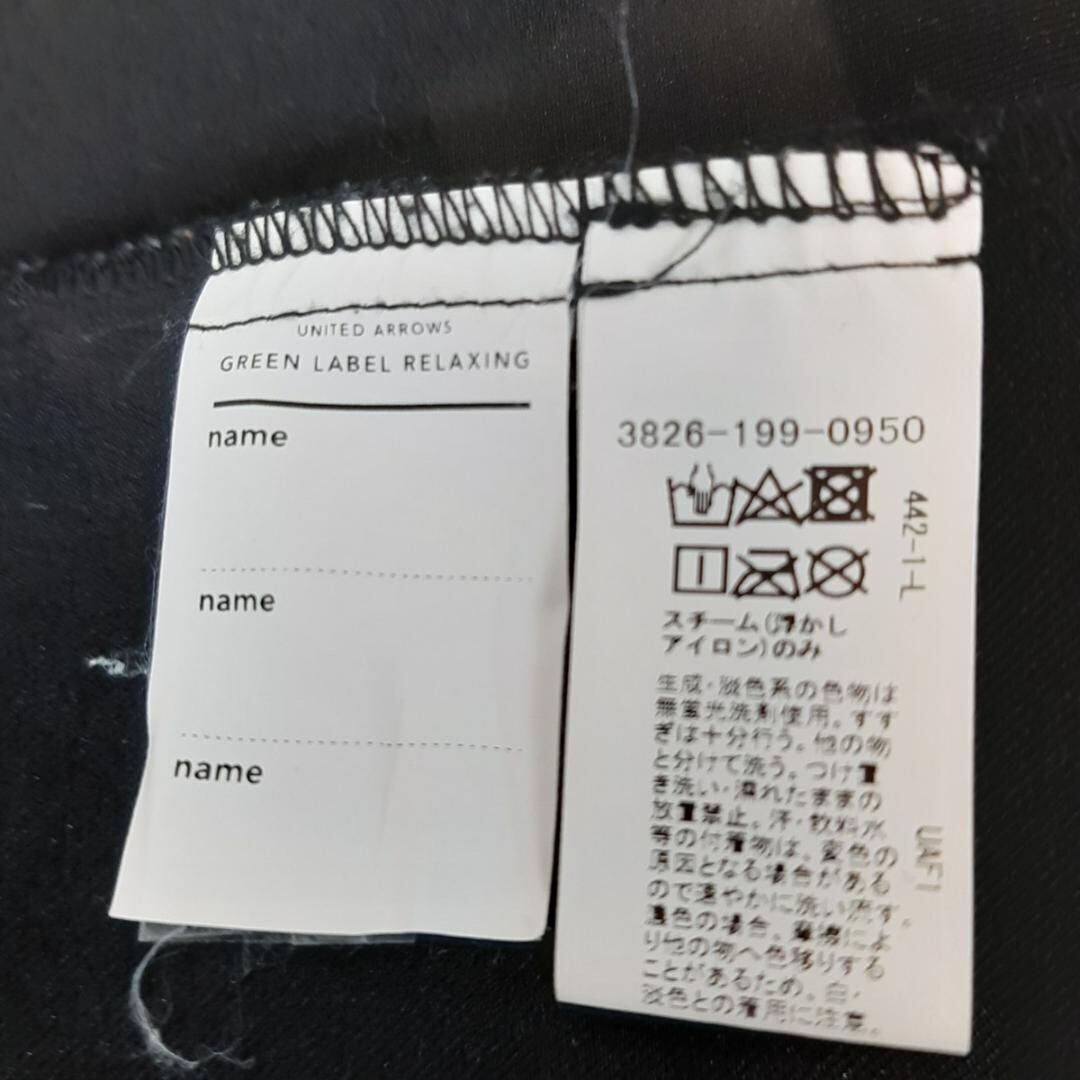 UNITED ARROWS
GREEN LABEL RELAXING
name
name
name
3826-199-0950
442-1-L
スチーム(浮かし
アイロン)のみ
生成・淡色系の色物は
無蛍光洗剤使用。すす
ぎは十分行う。他の物
と分けて洗う。つけ置
き洗い・濡れたままの
放置禁止。汗・飲料水
等の付着物は、変色の
原因となる場合がある
ので速やかに洗い流す。
濃色の場合、摩擦によ
り他の物へ色移りする
ことがあるため、白・
淡色との着用に注意。
UAF1